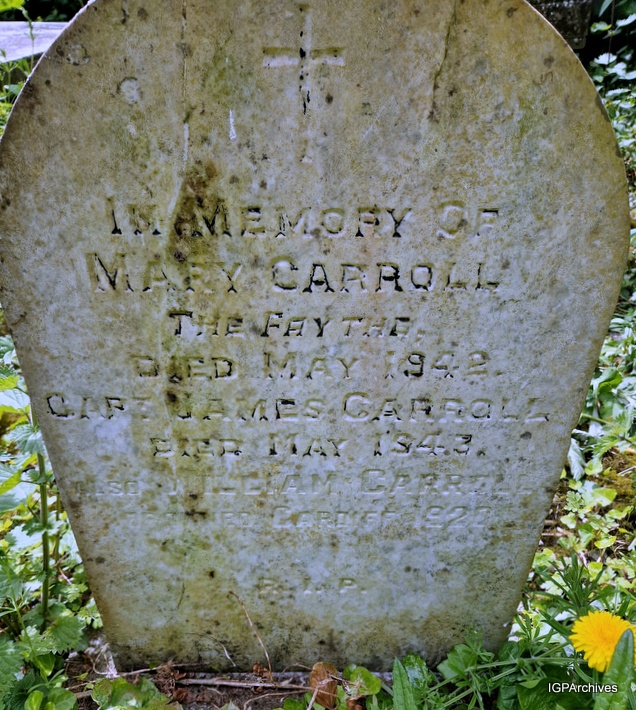 IN MEMORY OF
MARY CARROLL
THE FAYTHE.
DIED MAY 1942.
CAPT. JAMES CARROLL
DIED MAY 1943.
ALSO WILLIAM CARROLL
CARDIFF
R.I.P.
IGPArchives